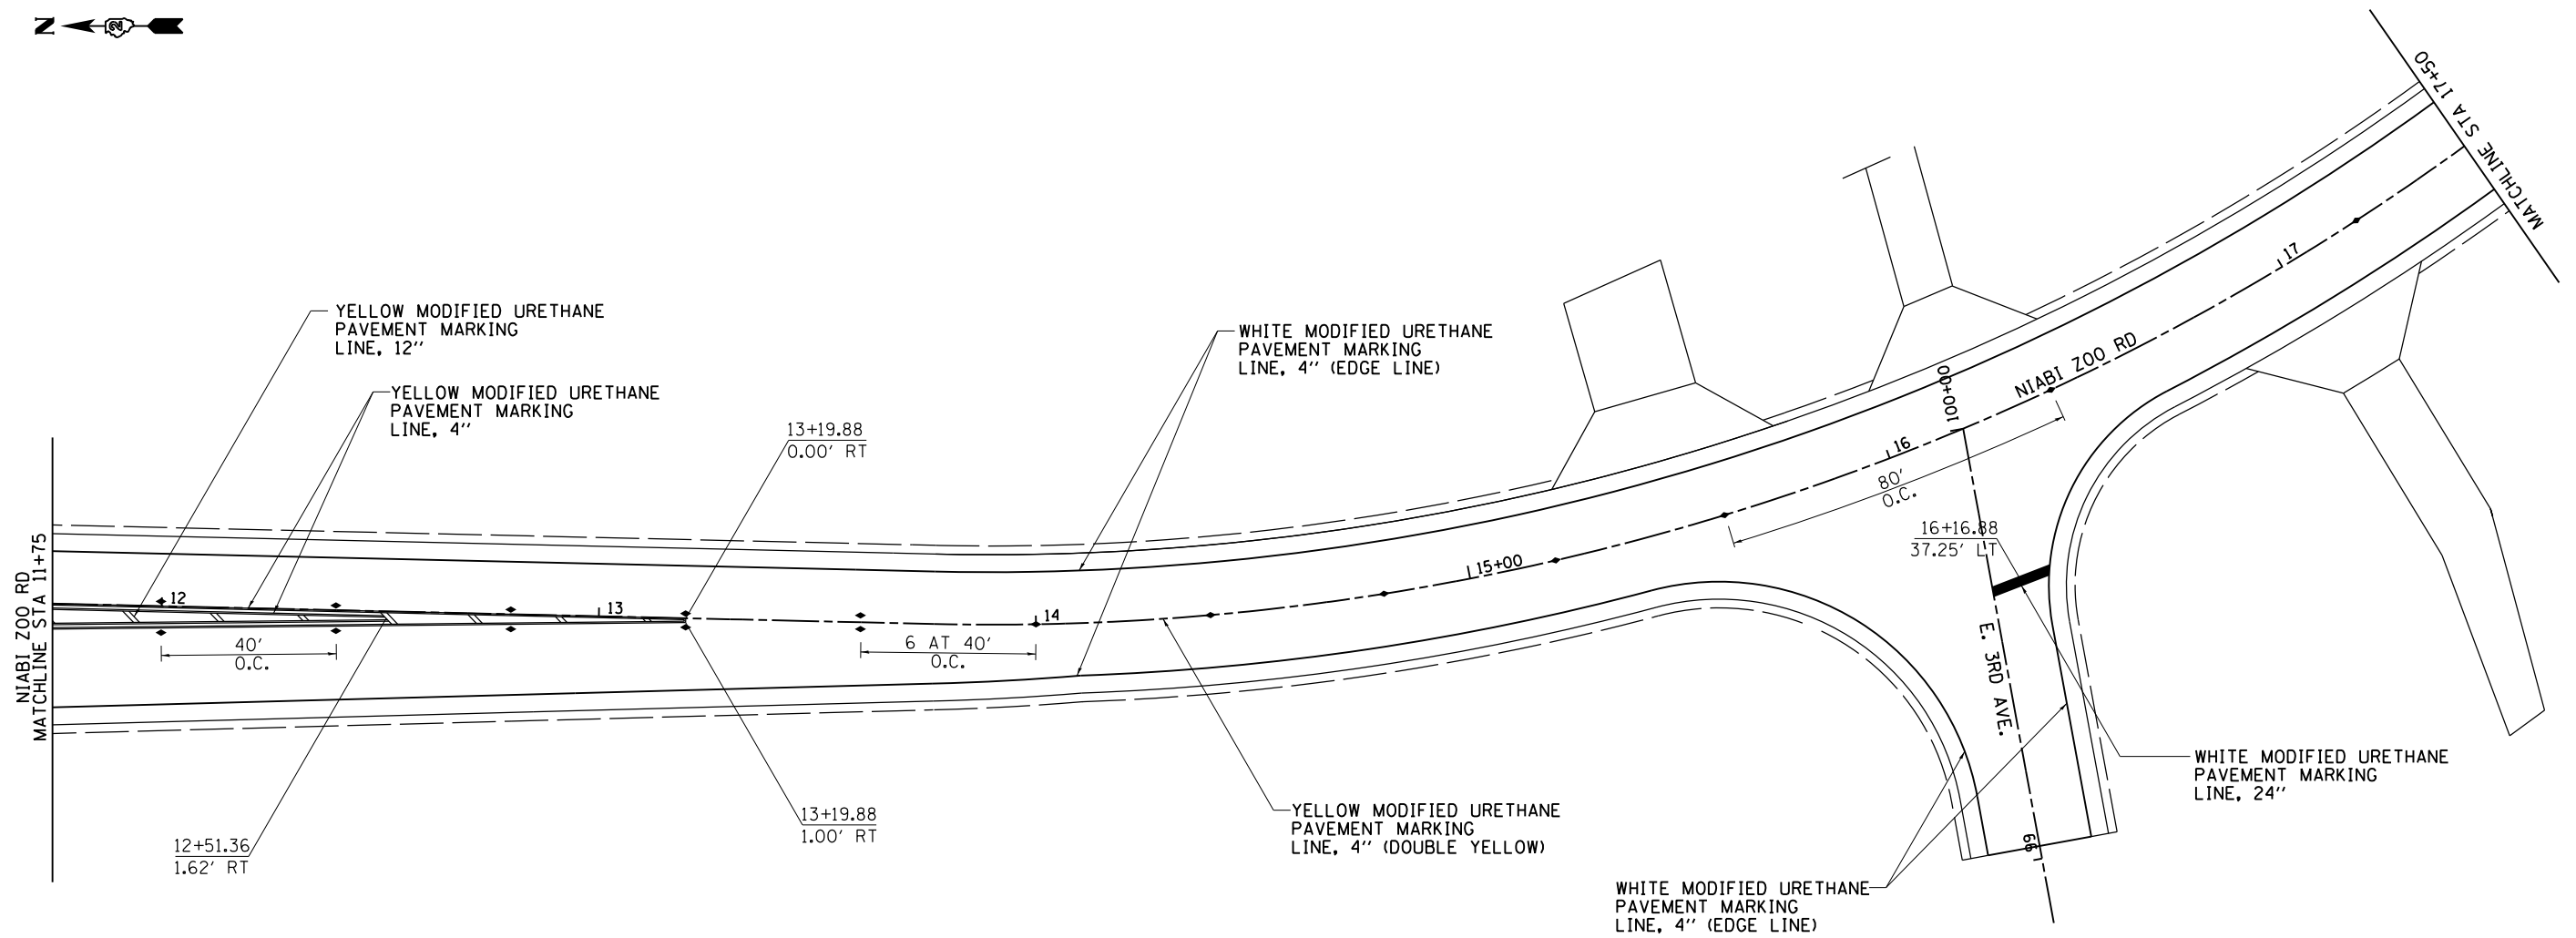 N
MATCHLINE STA 17+50
YELLOW MODIFIED URETHANE
PAVEMENT MARKING
LINE, 12"
YELLOW MODIFIED URETHANE
PAVEMENT MARKING
LINE, 4"
13+19.88
0.00' RT
WHITE MODIFIED URETHANE
PAVEMENT MARKING
LINE, 4" (EDGE LINE)
17
NIABI ZOO RD
100+00
16
80'
O.C.
16+16.88
37.25' LT
15+00
NIABI ZOO RD
MATCHLINE STA 11+75
12
13
14
40'
O.C.
6 AT 40'
O.C.
E. 3RD AVE.
12+51.36
1.62' RT
13+19.88
1.00' RT
YELLOW MODIFIED URETHANE
PAVEMENT MARKING
LINE, 4" (DOUBLE YELLOW)
WHITE MODIFIED URETHANE
PAVEMENT MARKING
LINE, 24"
99
WHITE MODIFIED URETHANE
PAVEMENT MARKING
LINE, 4" (EDGE LINE)